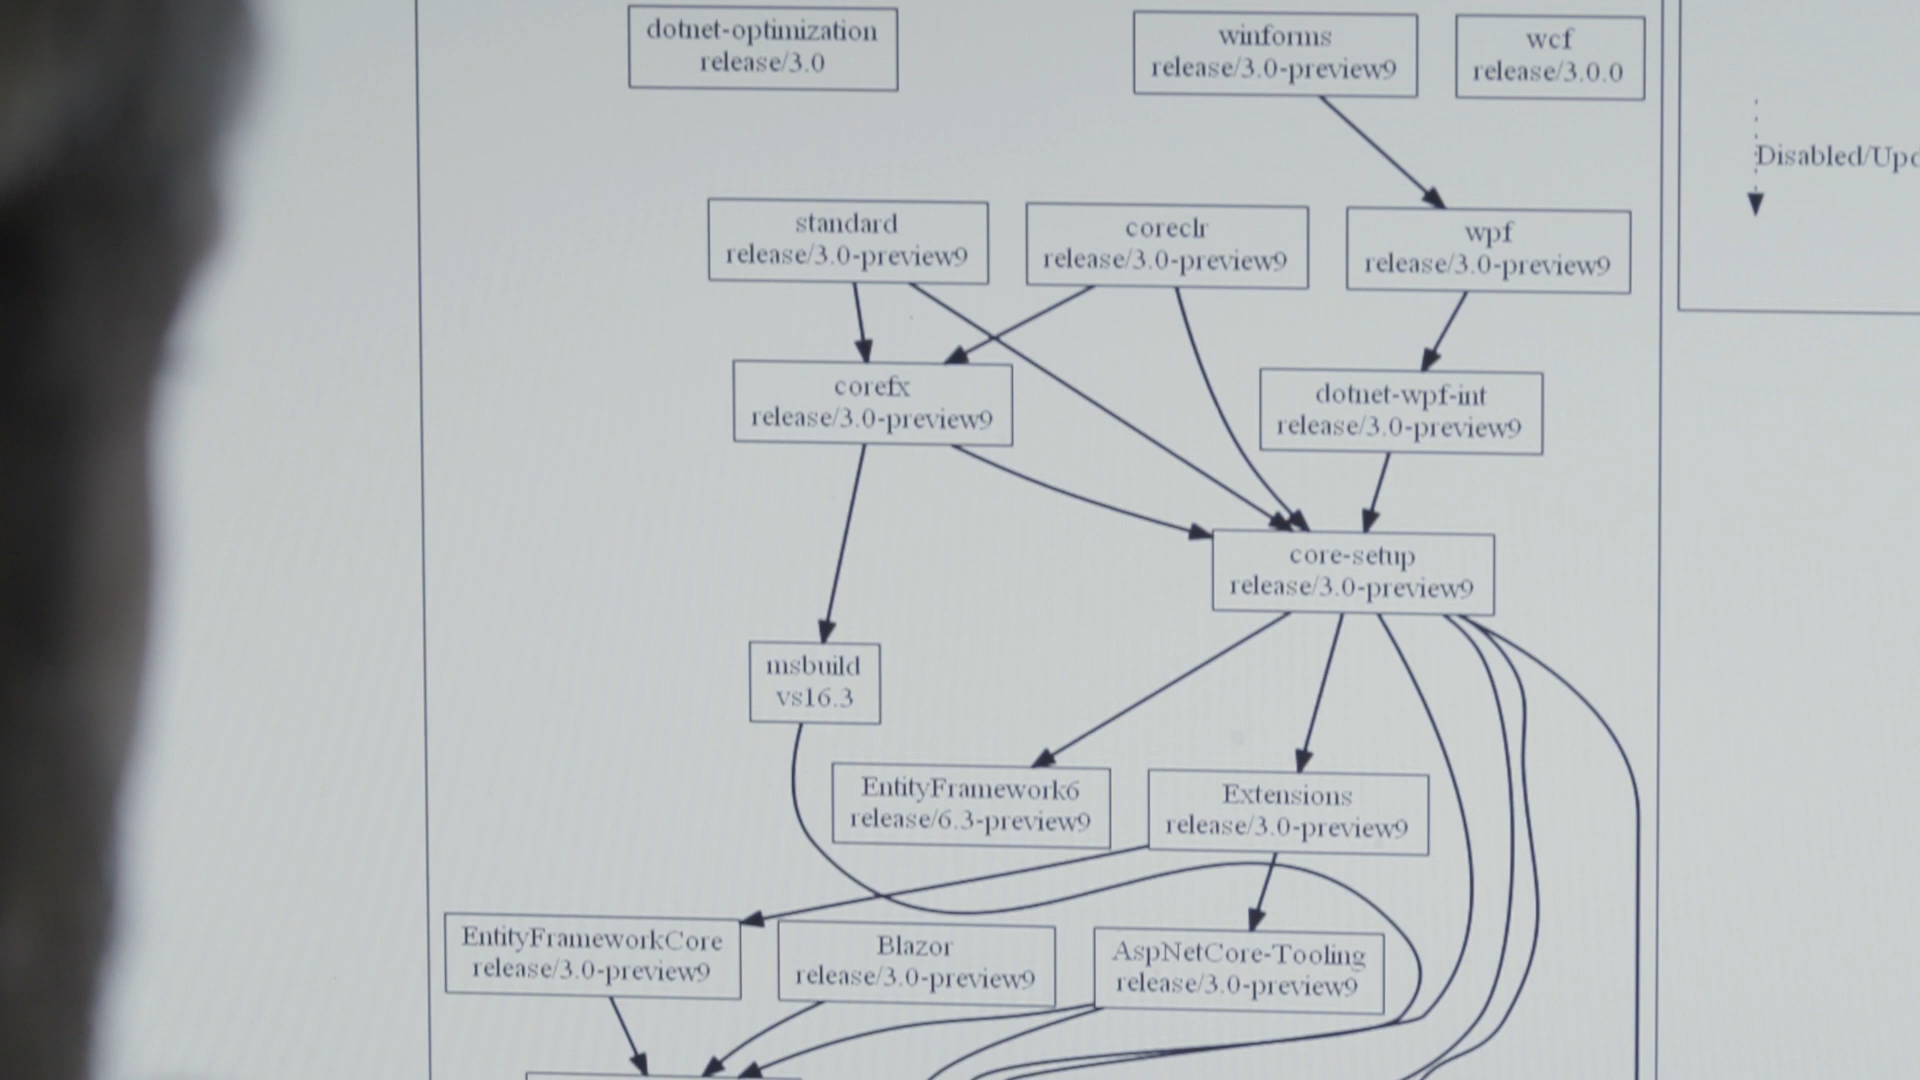 dotnet-optimization
release/3.0
winforms
release/3.0-preview9
wcf
release/3.0.0
Disabled/Upd
standard
release/3.0-preview9
coreclr
release/3.0-preview9
wpf
release/3.0-preview9
corefx
release/3.0-preview9
dotnet-wpf-int
release/3.0-preview9
core-setup
release/3.0-preview9
msbuild
vs16.3
EntityFramework6
release/6.3-preview9
Extensions
release/3.0-preview9
EntityFrameworkCore
release/3.0-preview9
Blazor
release/3.0-preview9
AspNetCore-Tooling
release/3.0-preview9